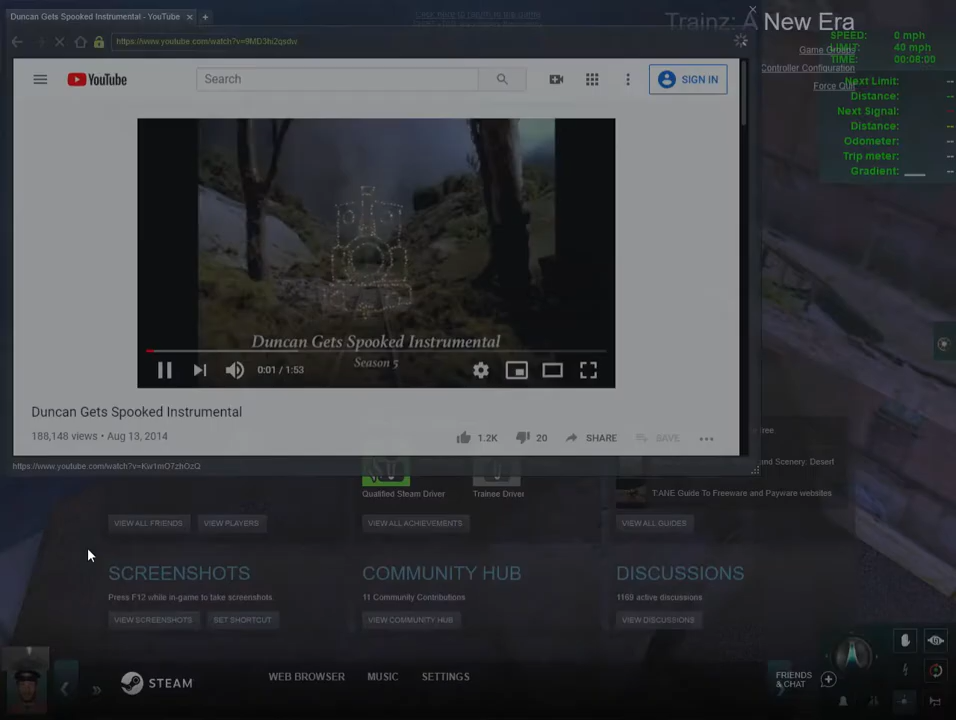 Duncan Gets Spooked Instrumental - YouTube
Trainz: A New Era
https://www.youtube.com/watch?v=9MD3hi2qsdw
SPEED: 0 mph
LIMIT: 40 mph
TIME: 00:08:00
Game Groups
Controller Configuration
Force Quit
Next Limit: --
Distance: --
Next Signal: --
Distance: --
Odometer: --
Trip meter: --
Gradient: --
YouTube
Search
SIGN IN
Duncan Gets Spooked Instrumental
Season 5
0:01 / 1:53
Duncan Gets Spooked Instrumental
188,148 views • Aug 13, 2014
1.2K
20
SHARE
SAVE
https://www.youtube.com/watch?v=Kw1mO7zhOzQ
and Scenery: Desert
Qualified Steam Driver
Trainee Driver
T:ANE Guide To Freeware and Payware websites
VIEW ALL FRIENDS
VIEW PLAYERS
VIEW ALL ACHIEVEMENTS
VIEW ALL GUIDES
SCREENSHOTS
COMMUNITY HUB
DISCUSSIONS
Press F12 while in-game to take screenshots
11 Community Contributions
1169 active discussions
VIEW SCREENSHOTS
SET SHORTCUT
VIEW COMMUNITY HUB
VIEW DISCUSSIONS
STEAM
WEB BROWSER
MUSIC
SETTINGS
FRIENDS
& CHAT